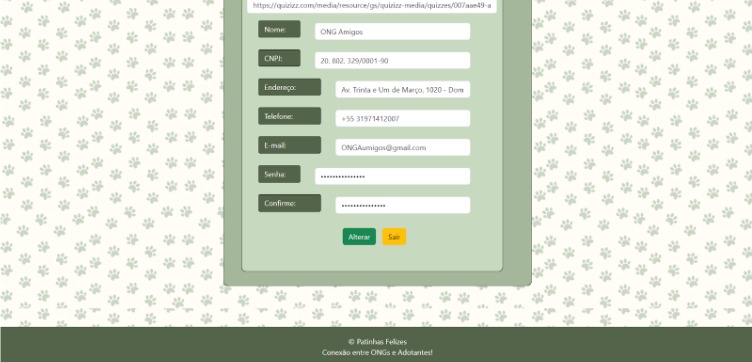 https://quizizz.com/media/resource/gs/quizizz-media/quizzes/007aae49-a
Nome: ONG Amigos
CNPJ: 20, 802, 329/0001-90
Endereço: Av. Trinta e Um de Março, 1020 - Dom
Telefone: +55 31971412007
E-mail: ONGAumigos@gmail.com
Senha: •••••••••••••••
Confirme: •••••••••••••••
Alterar Sair
© Patinhas Felizes
Conexão entre ONGs e Adotantes!